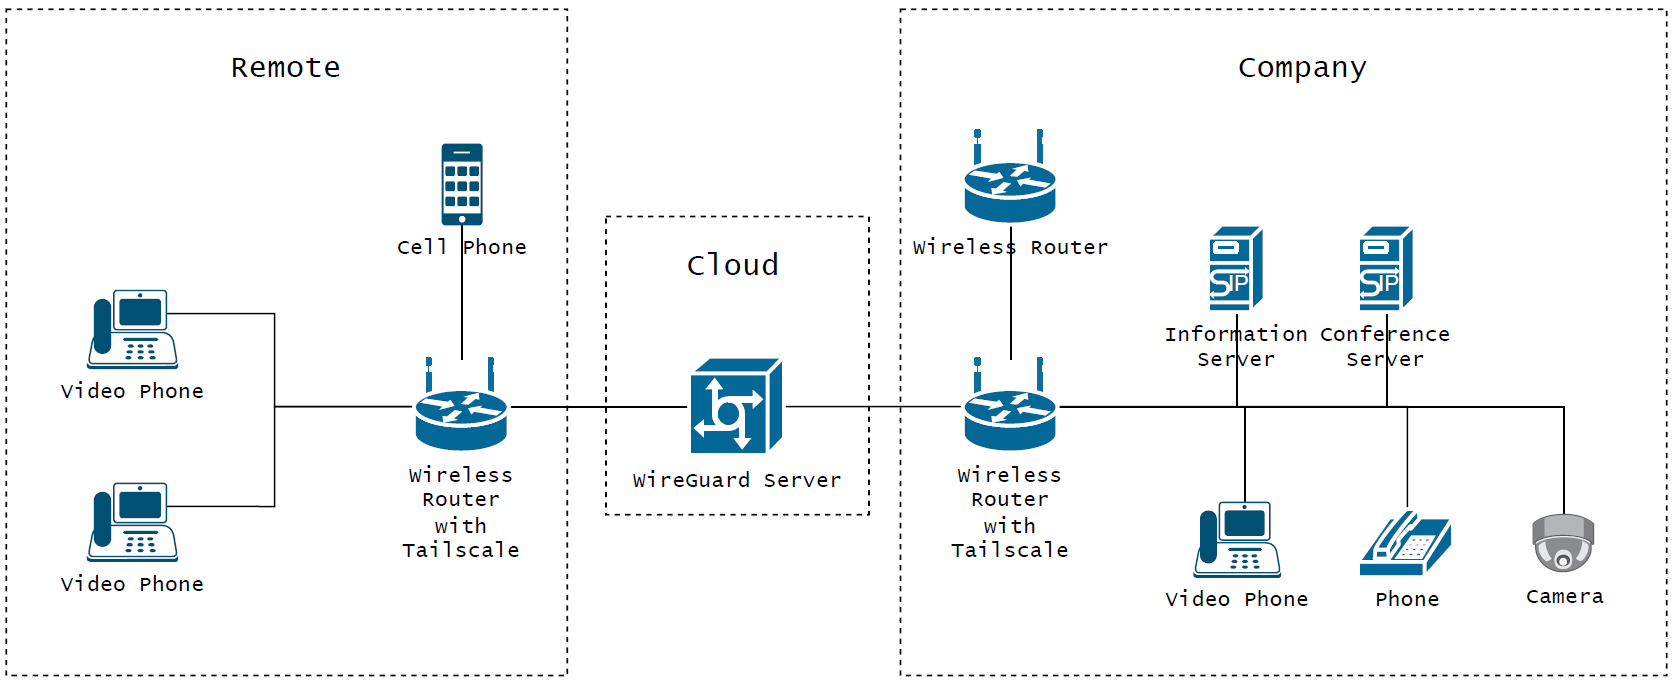 Remote
Cell Phone
Video Phone
Video Phone
Wireless
Router
with
Tailscale
Cloud
WireGuard Server
Company
Wireless Router
SIP
Information
Server
SIP
Conference
Server
Wireless
Router
with
Tailscale
Video Phone
Phone
Camera